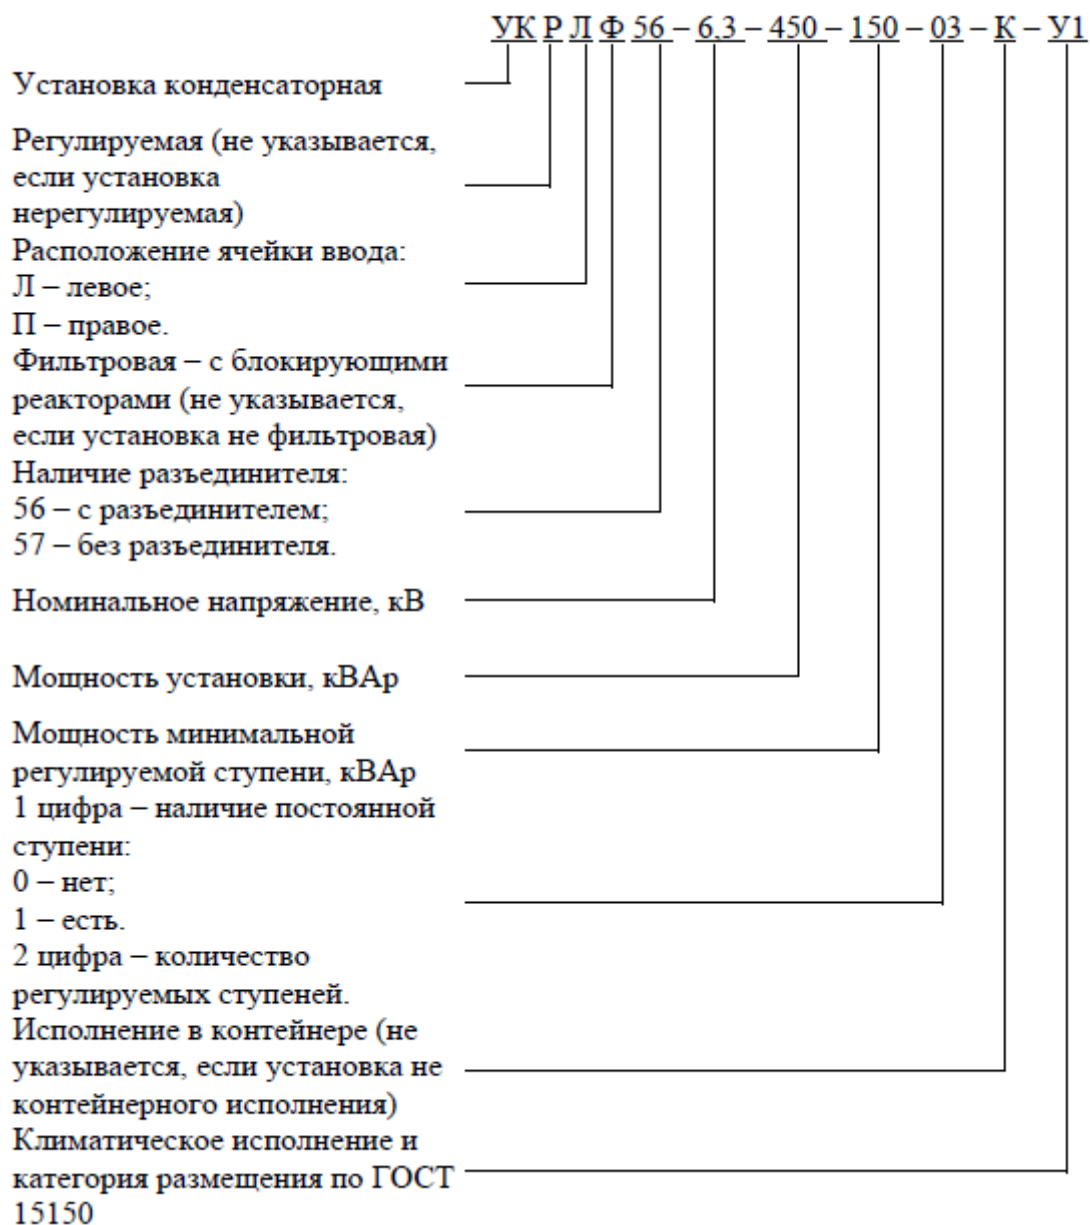 УК Р Л Ф 56 – 6,3 – 450 – 150 – 03 – К – У1
Установка конденсаторная
Регулируемая (не указывается,
если установка
нерегулируемая)
Расположение ячейки ввода:
Л – левое;
П – правое.
Фильтровая – с блокирующими
реакторами (не указывается,
если установка не фильтровая)
Наличие разъединителя:
56 – с разъединителем;
57 – без разъединителя.
Номинальное напряжение, кВ
Мощность установки, кВАр
Мощность минимальной
регулируемой ступени, кВАр
1 цифра – наличие постоянной
ступени:
0 – нет;
1 – есть.
2 цифра – количество
регулируемых ступеней.
Исполнение в контейнере (не
указывается, если установка не
контейнерного исполнения)
Климатическое исполнение и
категория размещения по ГОСТ
15150